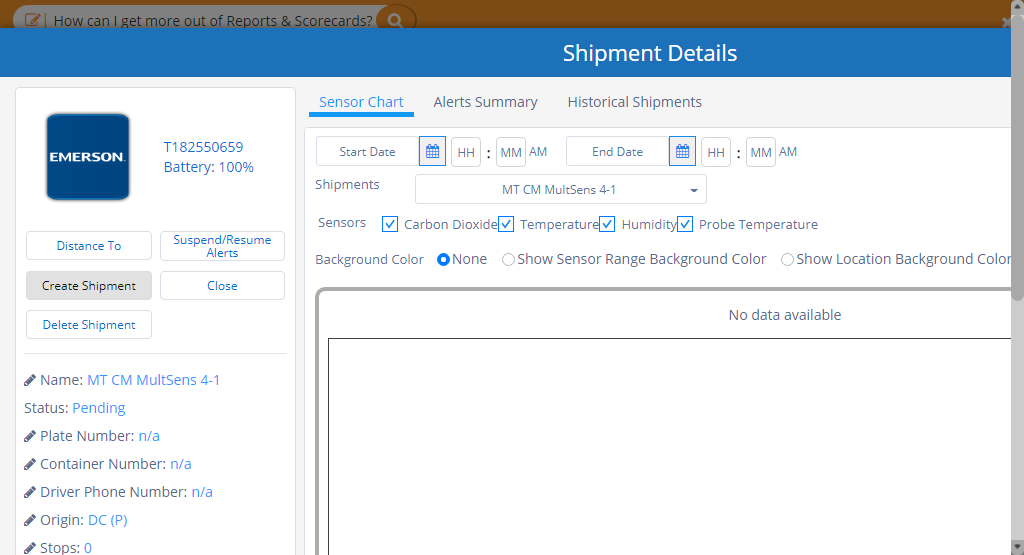 How can I get more out of Reports & Scorecards?
Shipment Details
EMERSON.
T182550659
Battery: 100%
Distance To
Suspend/Resume Alerts
Create Shipment
Close
Delete Shipment
Name: MT CM MultSens 4-1
Status: Pending
Plate Number: n/a
Container Number: n/a
Driver Phone Number: n/a
Origin: DC (P)
Stops: 0
Sensor Chart Alerts Summary Historical Shipments
Start Date HH : MM AM End Date HH : MM AM
Shipments MT CM MultSens 4-1
Sensors Carbon Dioxide Temperature Humidity Probe Temperature
Background Color None Show Sensor Range Background Color Show Location Background Color
No data available